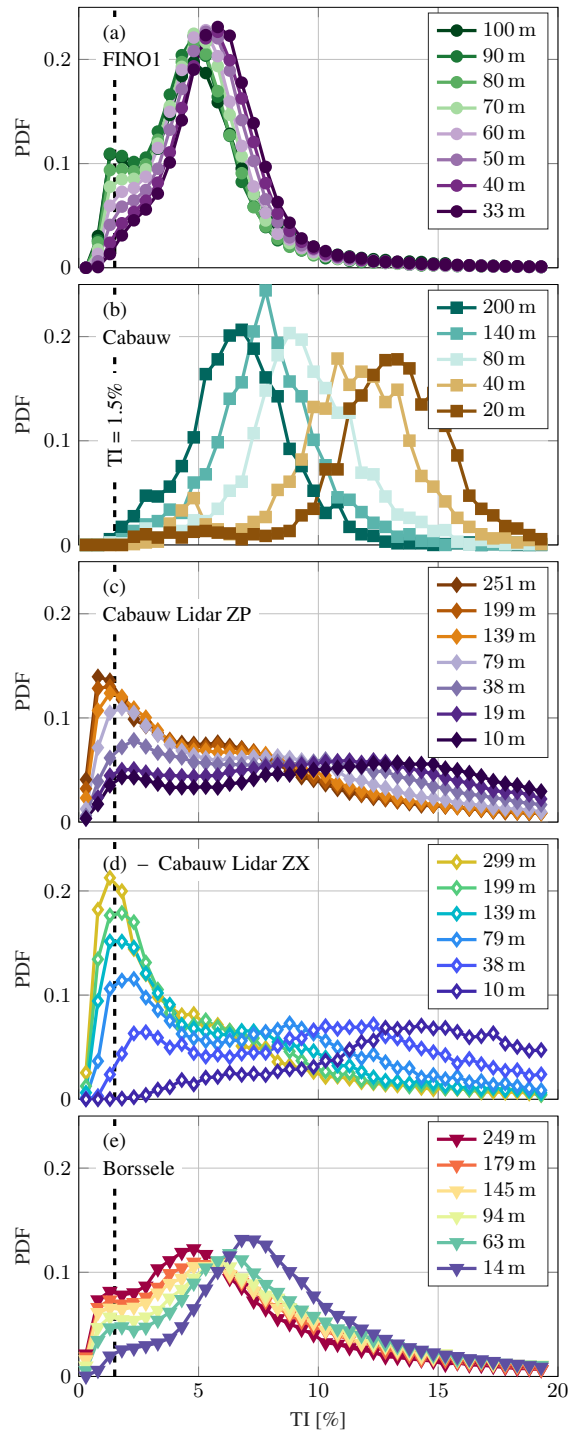 (a)
FINO1
100 m
90 m
80 m
70 m
60 m
50 m
40 m
33 m
0.2
0.1
0
PDF
(b)
Cabauw
TI = 1.5%
200 m
140 m
80 m
40 m
20 m
0.2
0.1
0
PDF
(c)
Cabauw Lidar ZP
251 m
199 m
139 m
79 m
38 m
19 m
10 m
0.2
0.1
0
PDF
(d) – Cabauw Lidar ZX
299 m
199 m
139 m
79 m
38 m
10 m
0.2
0.1
0
PDF
(e)
Borssele
249 m
179 m
145 m
94 m
63 m
14 m
0.2
0.1
0
PDF
0 5 10 15 20
TI [%]